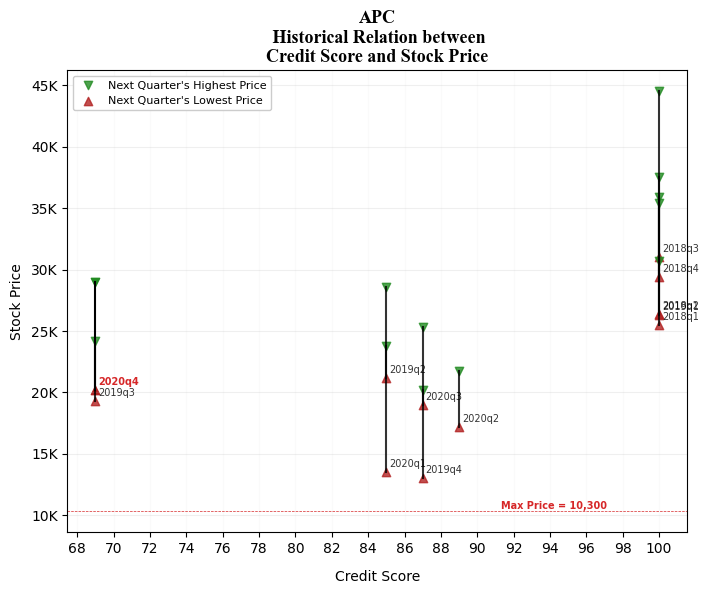 APC
Historical Relation between
Credit Score and Stock Price
Next Quarter's Highest Price
Next Quarter's Lowest Price
Stock Price
45K
40K
35K
30K
25K
20K
15K
10K
2018q3
2018q4
2018q1
2019q2
2020q4
2019q3
2020q3
2020q2
2020q1
2019q4
Max Price = 10,300
68 70 72 74 76 78 80 82 84 86 88 90 92 94 96 98 100
Credit Score